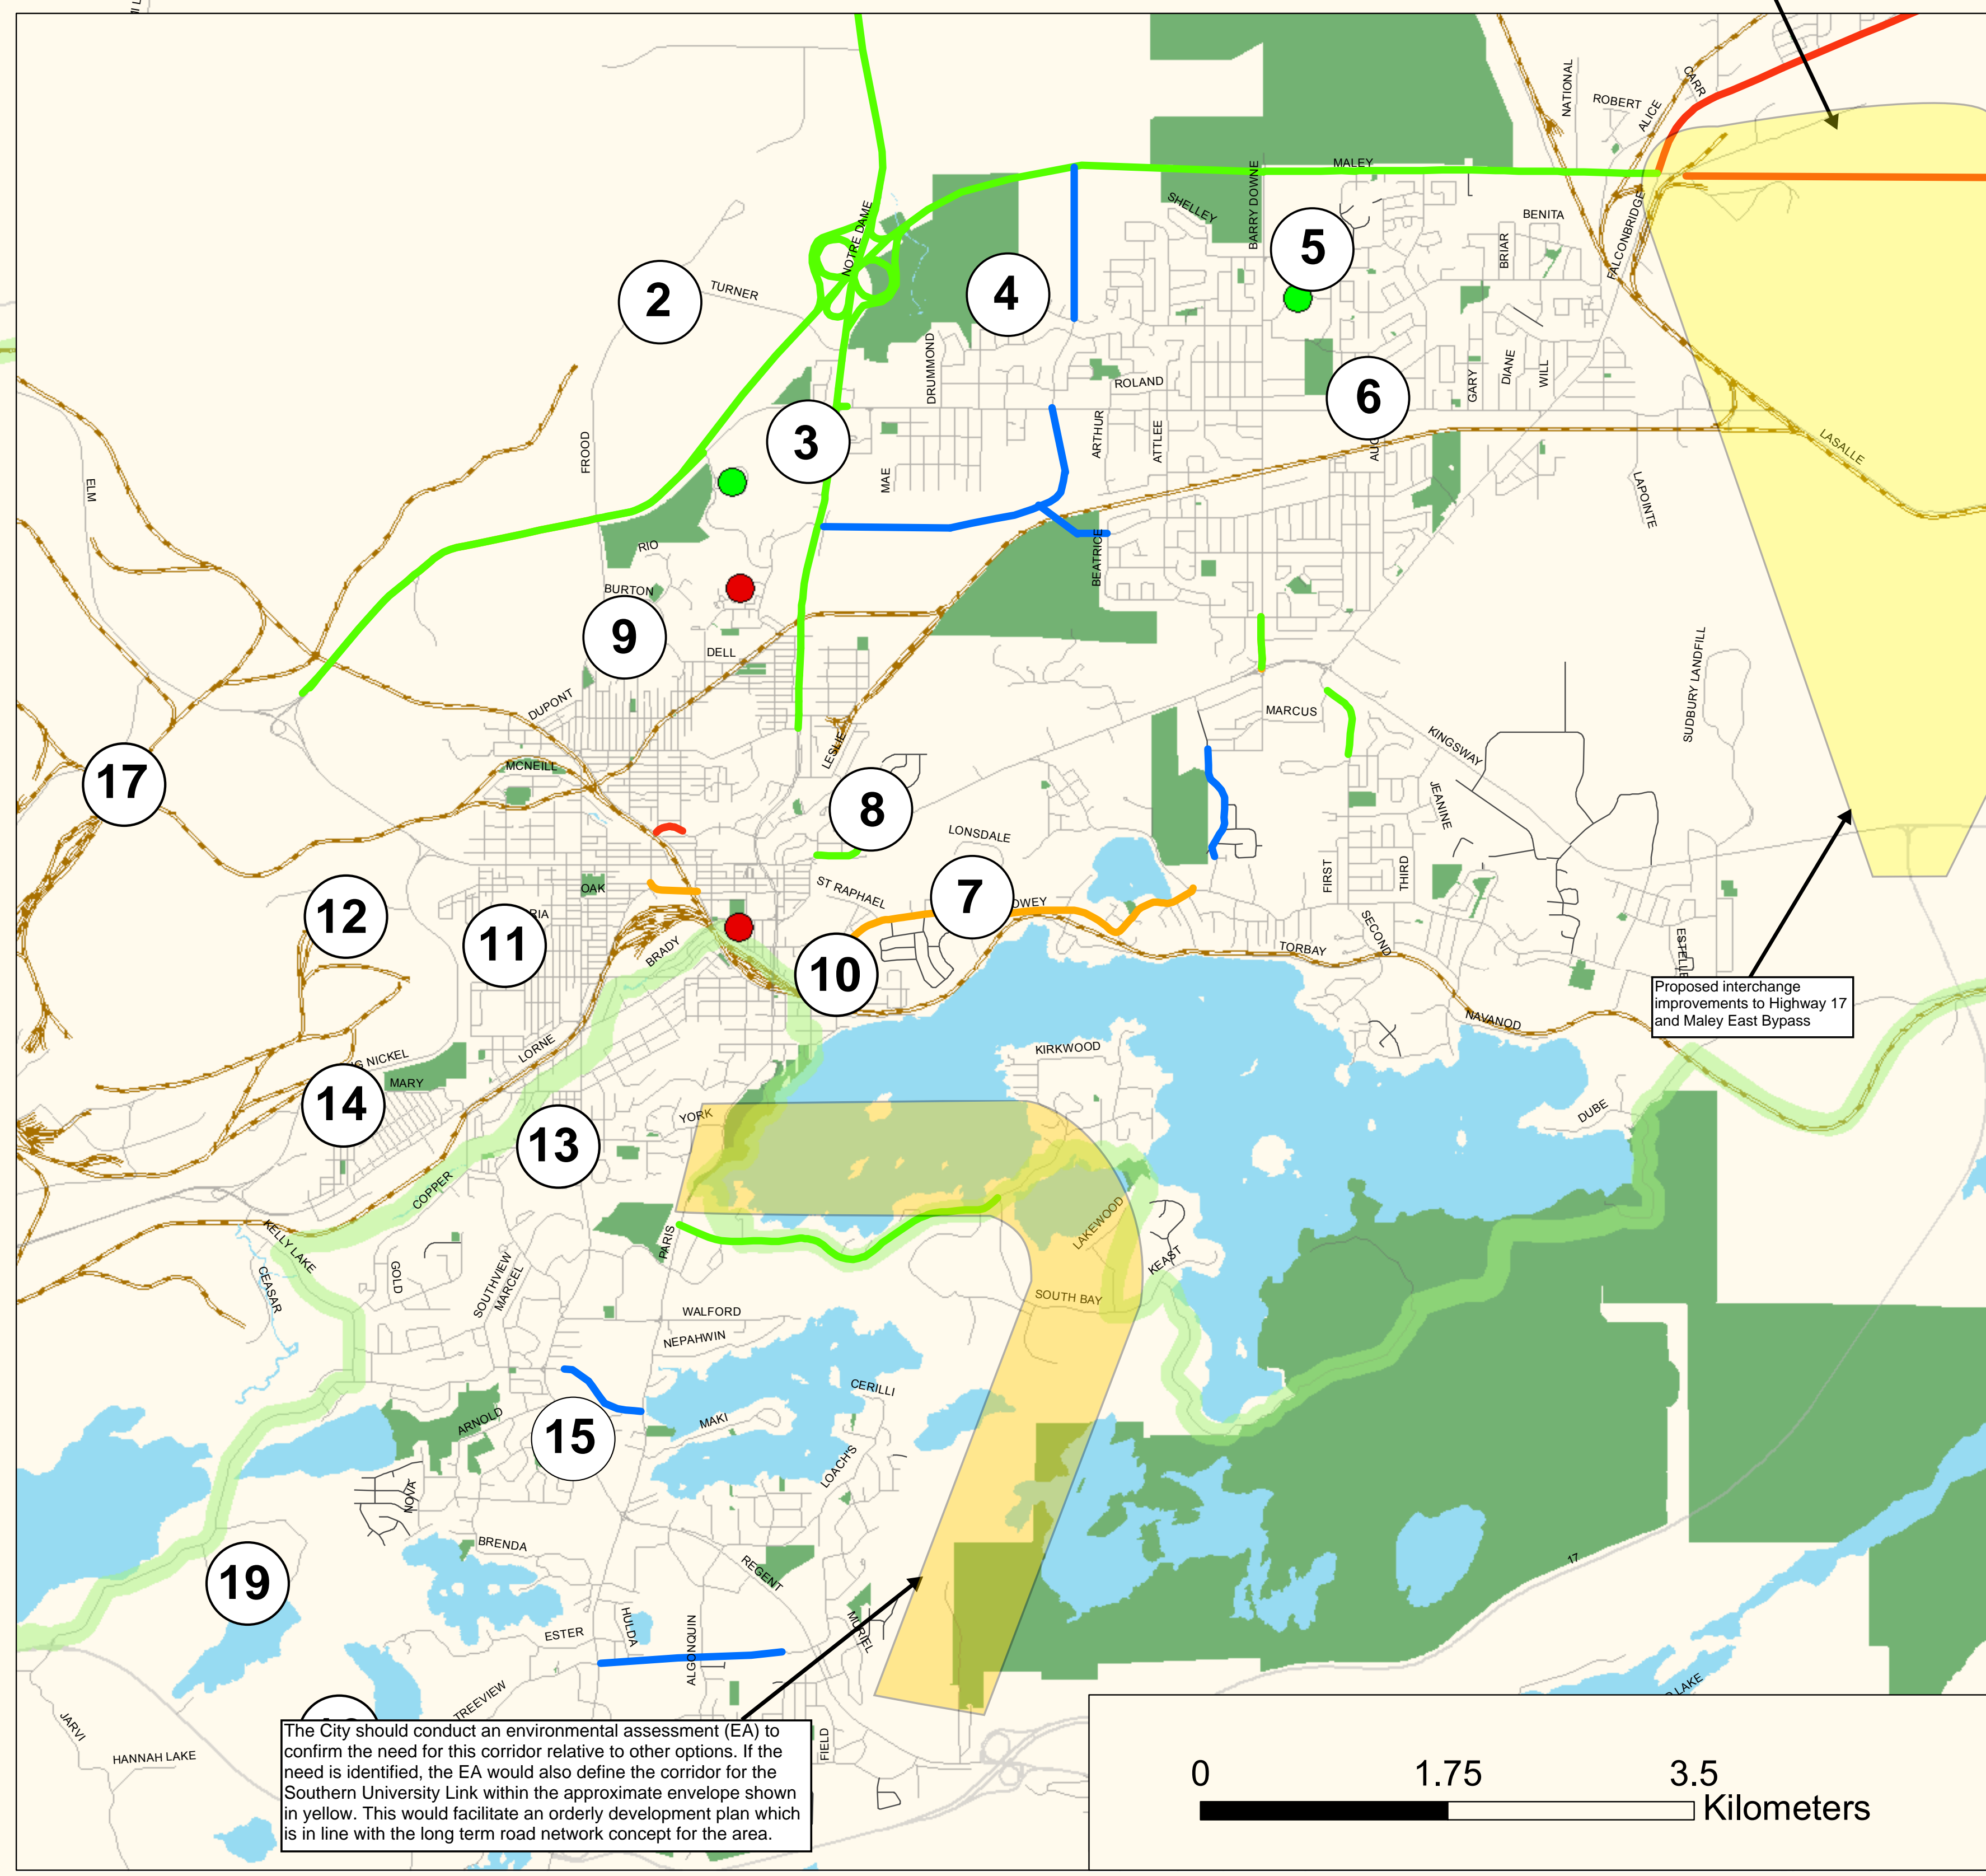 NATIONAL
ROBERT
CARR
ALICE
MALEY
BARRY DOWNE
SHELLEY
NOTRE DAME
BENITA
BRIAR
FALCONBRIDGE
5
2
TURNER
4
DRUMMOND
ROLAND
GARY
DIANE
WILL
6
3
FROOD
ARTHUR
ATTLEE
LASALLE
ELM
MAE
LAPOINTE
RIO
BEATRICE
BURTON
9
DELL
SUDBURY LANDFILL
DUPONT
MARCUS
KINGSWAY
LESLIE
MCNEILL
17
8
JEANINE
LONSDALE
FIRST
THIRD
OAK
ST RAPHAEL
7
OWEY
12
RIA
11
BRADY
SECOND
TORBAY
ESTELLE
10
Proposed interchange
improvements to Highway 17
and Maley East Bypass
NAVANOD
LORNE
KIRKWOOD
G NICKEL
MARY
14
YORK
DUBE
13
COPPER
LAKEWOOD
PARIS
KELLY LAKE
KEAST
CEASAR
GOLD
SOUTHVIEW
MARCEL
SOUTH BAY
WALFORD
NEPAHWIN
CERILLI
ARNOLD
MAKI
15
LOACH'S
NOVA
BRENDA
REGENT
17
19
HULDA
ALGONQUIN
MURIEL
ESTER
TREEVIEW
LAKE
JARVI
HANNAH LAKE
FIELD
The City should conduct an environmental assessment (EA) to
confirm the need for this corridor relative to other options. If the
need is identified, the EA would also define the corridor for the
Southern University Link within the approximate envelope shown
in yellow. This would facilitate an orderly development plan which
is in line with the long term road network concept for the area.
0 1.75 3.5
Kilometers